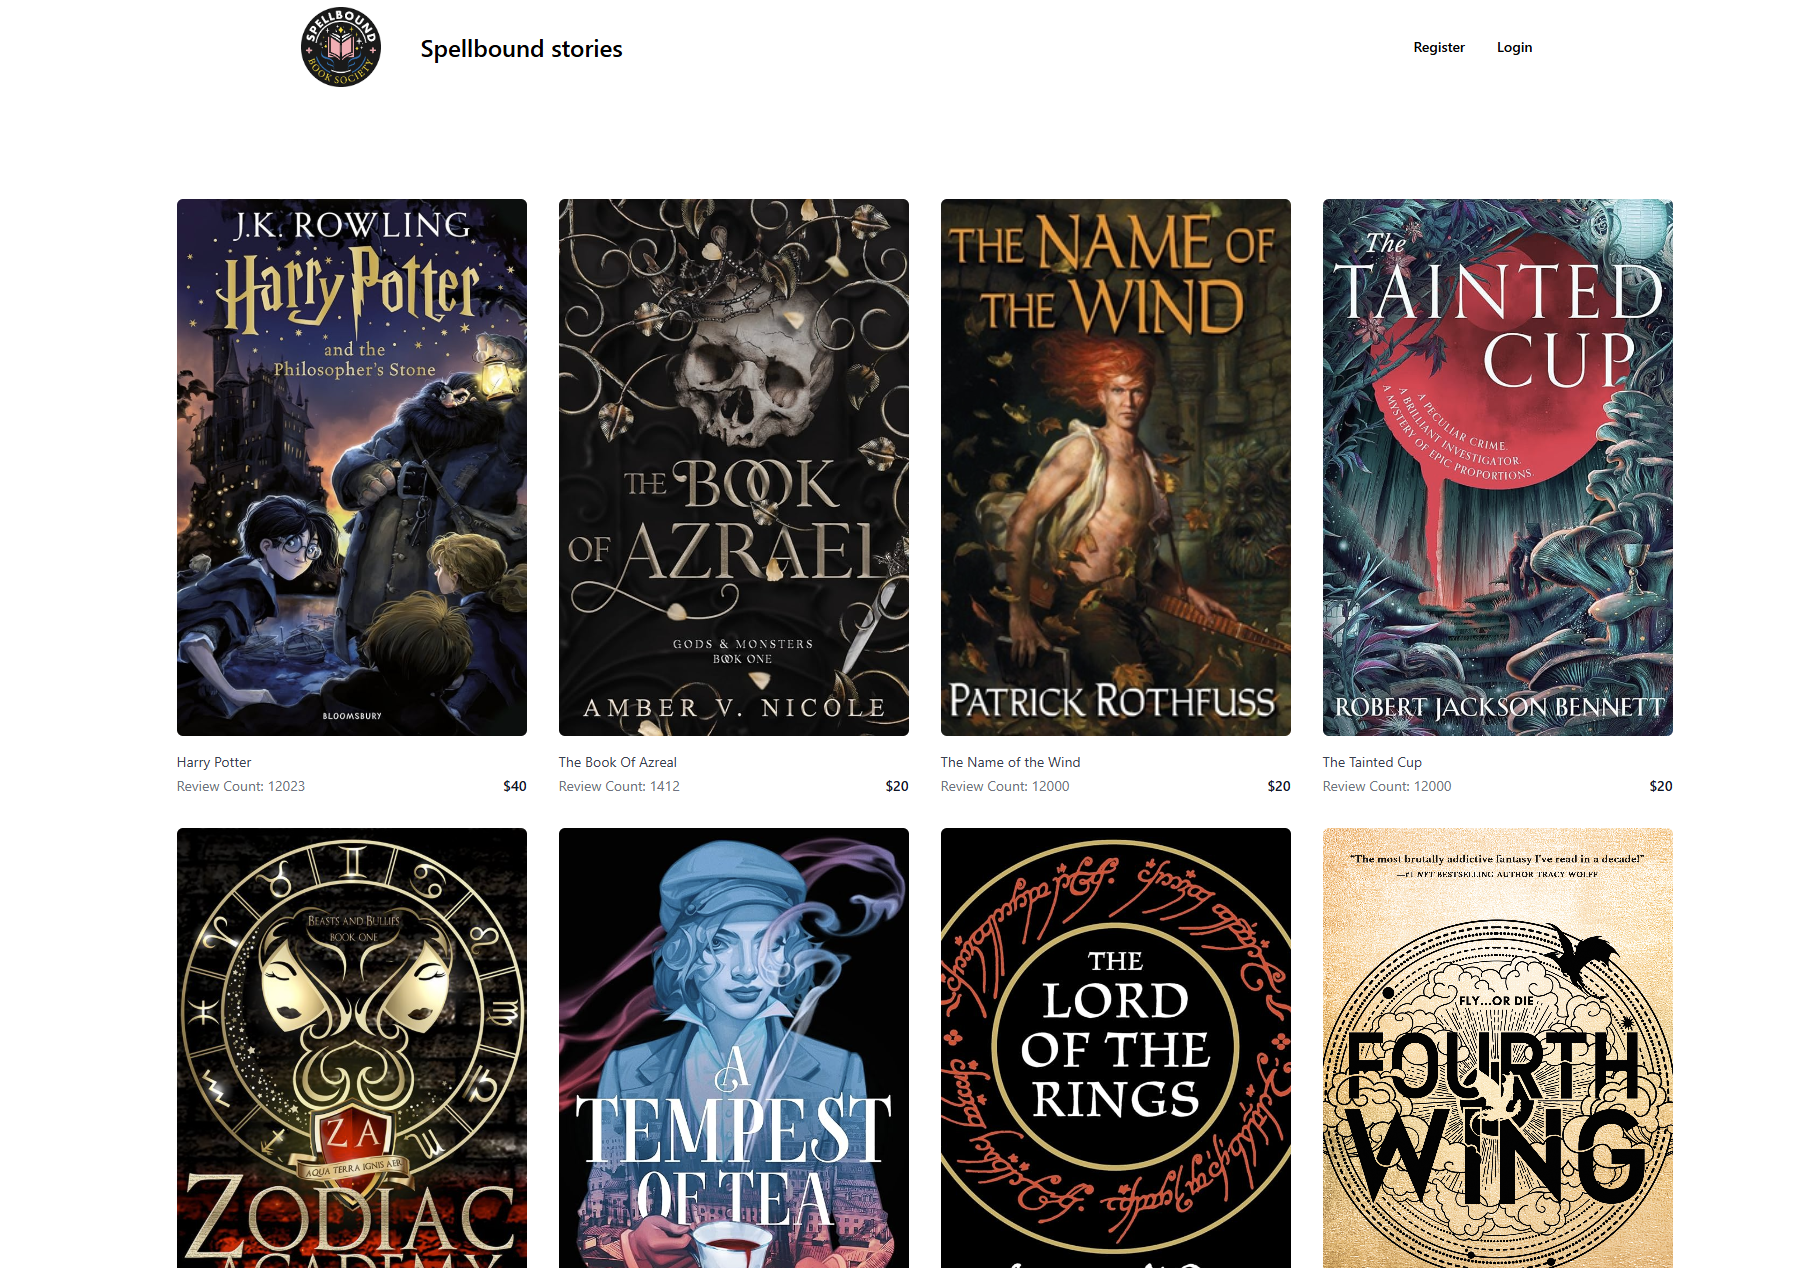 SPELLBOUND
BOOK SOCIETY
Spellbound stories
Register
Login
J.K. ROWLING
Harry Potter
and the
Philosopher's Stone
BLOOMSBURY
THE BOOK
OF AZRAEL
GODS & MONSTERS
BOOK ONE
AMBER V. NICOLE
THE NAME OF
THE WIND
PATRICK ROTHFUSS
The
TAINTED
CUP
A PECULIAR CRIME.
A BRILLIANT INVESTIGATOR.
A MYSTERY OF EPIC PROPORTIONS.
ROBERT JACKSON BENNETT
Harry Potter
Review Count: 12023
$40
The Book Of Azreal
Review Count: 1412
$20
The Name of the Wind
Review Count: 12000
$20
The Tainted Cup
Review Count: 12000
$20
BEASTS AND BULLIES
BOOK ONE
ZA
AQUA TERRA IGNIS AER
ZODIAC
ACADEMY
A
TEMPEST
OF TEA
THE
LORD
OF THE
RINGS
"The most brutally addictive fantasy I've read in a decade!"
—#1 NYT BESTSELLING AUTHOR TRACY WOLFF
FLY...OR DIE
FOURTH
WING